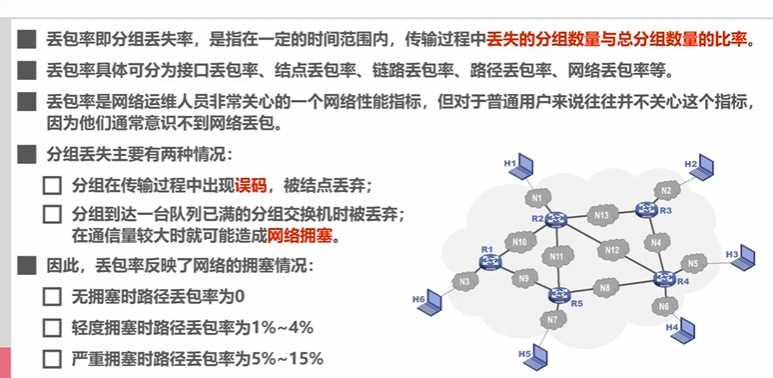 丢包率即分组丢失率，是指在一定的时间范围内，传输过程中丢失的分组数量与总分组数量的比率。
丢包率具体可分为接口丢包率、结点丢包率、链路丢包率、路径丢包率、网络丢包率等。
丢包率是网络运维人员非常关心的一个网络性能指标，但对于普通用户来说往往并不关心这个指标，
因为他们通常意识不到网络丢包。
分组丢失主要有两种情况：
分组在传输过程中出现误码，被结点丢弃；
分组到达一台队列已满的分组交换机时被丢弃；
在通信量较大时就可能造成网络拥塞。
因此，丢包率反映了网络的拥塞情况：
无拥塞时路径丢包率为0
轻度拥塞时路径丢包率为1%~4%
严重拥塞时路径丢包率为5%~15%
H1
H2
N1
N2
R2
N13
R3
N10
N4
R1
N11
N12
H3
N5
N9
R4
N3
N8
H6
R5
N6
N7
H4
H5